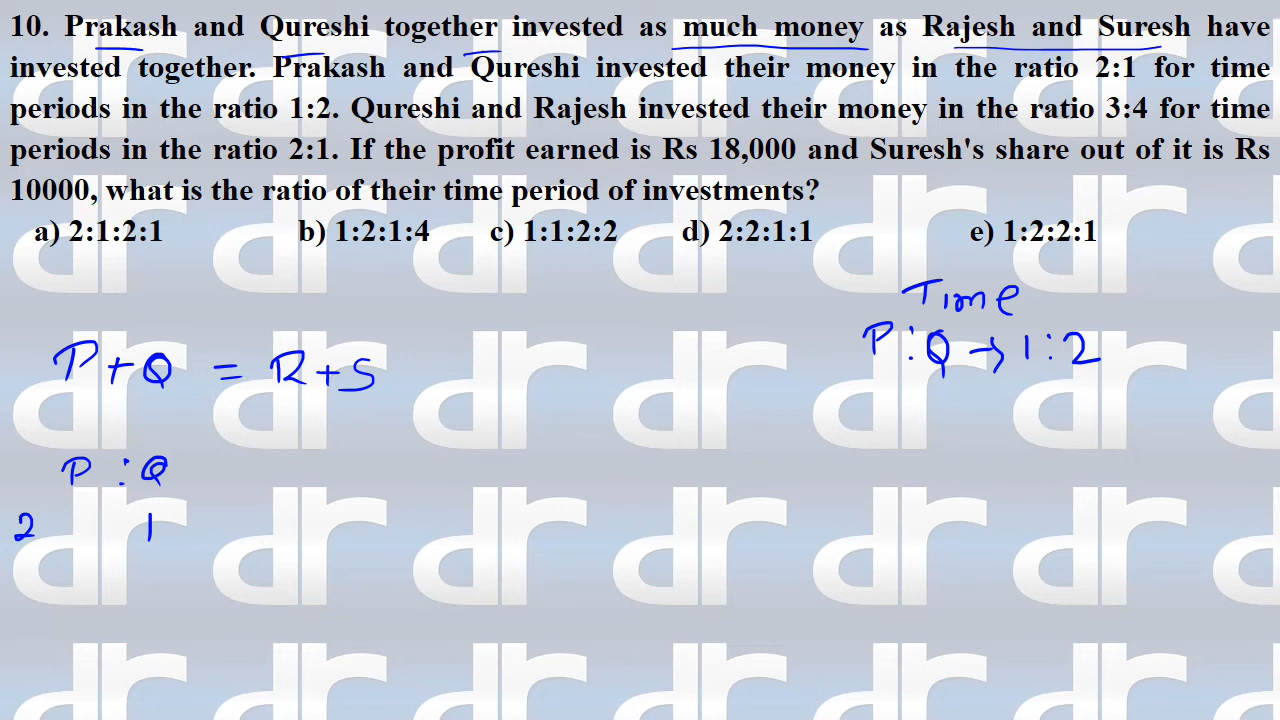 10. Prakash and Qureshi together invested as much money as Rajesh and Suresh have
invested together. Prakash and Qureshi invested their money in the ratio 2:1 for time
periods in the ratio 1:2. Qureshi and Rajesh invested their money in the ratio 3:4 for time
periods in the ratio 2:1. If the profit earned is Rs 18,000 and Suresh's share out of it is Rs
10000, what is the ratio of their time period of investments?
a) 2:1:2:1 b) 1:2:1:4 c) 1:1:2:2 d) 2:2:1:1 e) 1:2:2:1
Time
P:Q → 1:2
P+Q = R+S
P : Q
2 1